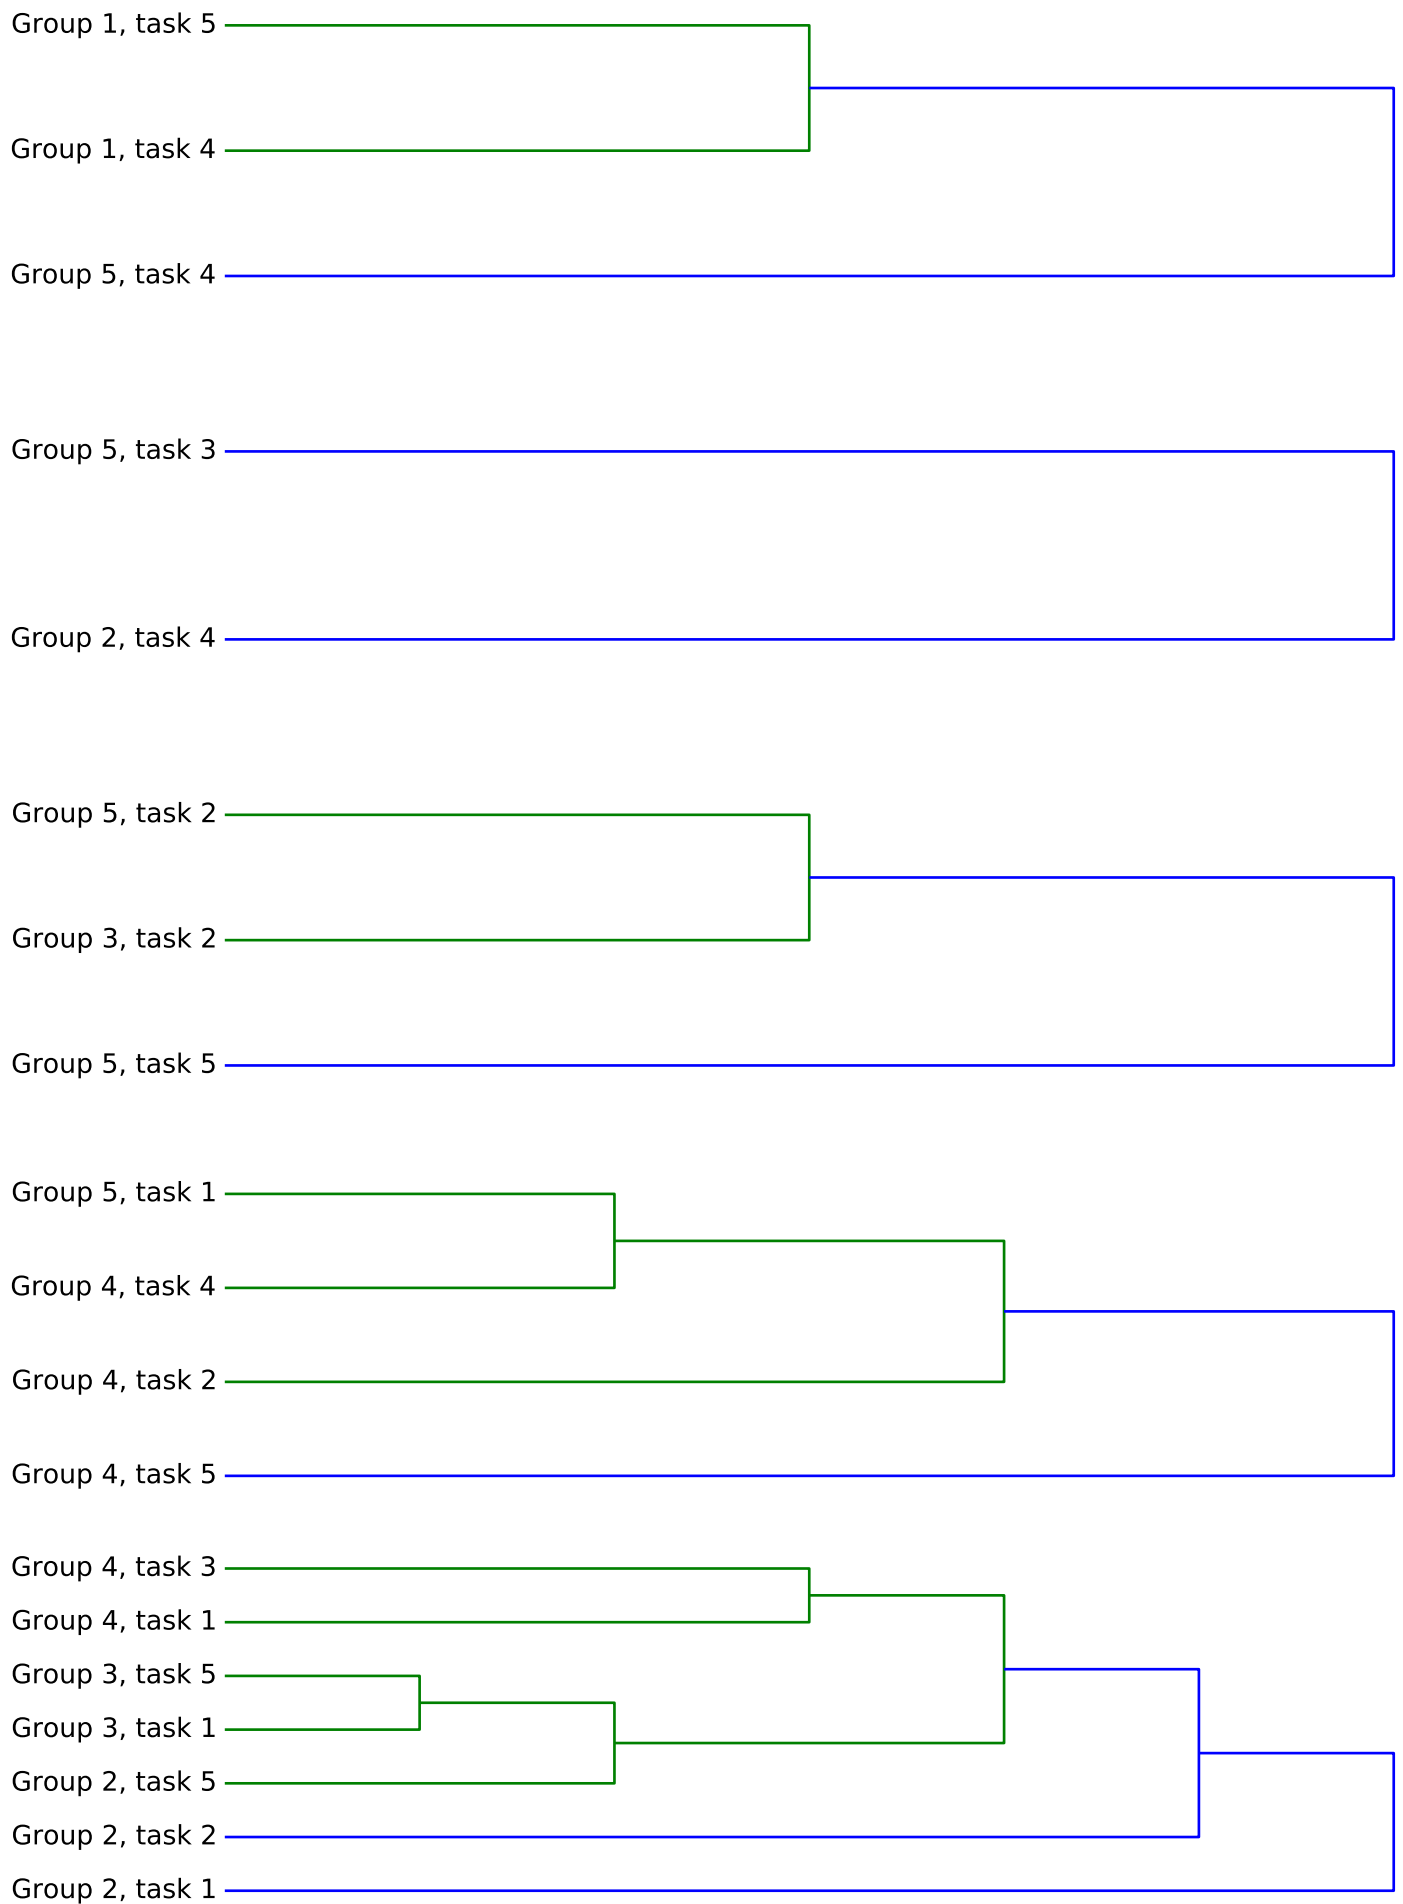 Group 1, task 5
Group 1, task 4
Group 5, task 4
Group 5, task 3
Group 2, task 4
Group 5, task 2
Group 3, task 2
Group 5, task 5
Group 5, task 1
Group 4, task 4
Group 4, task 2
Group 4, task 5
Group 4, task 3
Group 4, task 1
Group 3, task 5
Group 3, task 1
Group 2, task 5
Group 2, task 2
Group 2, task 1